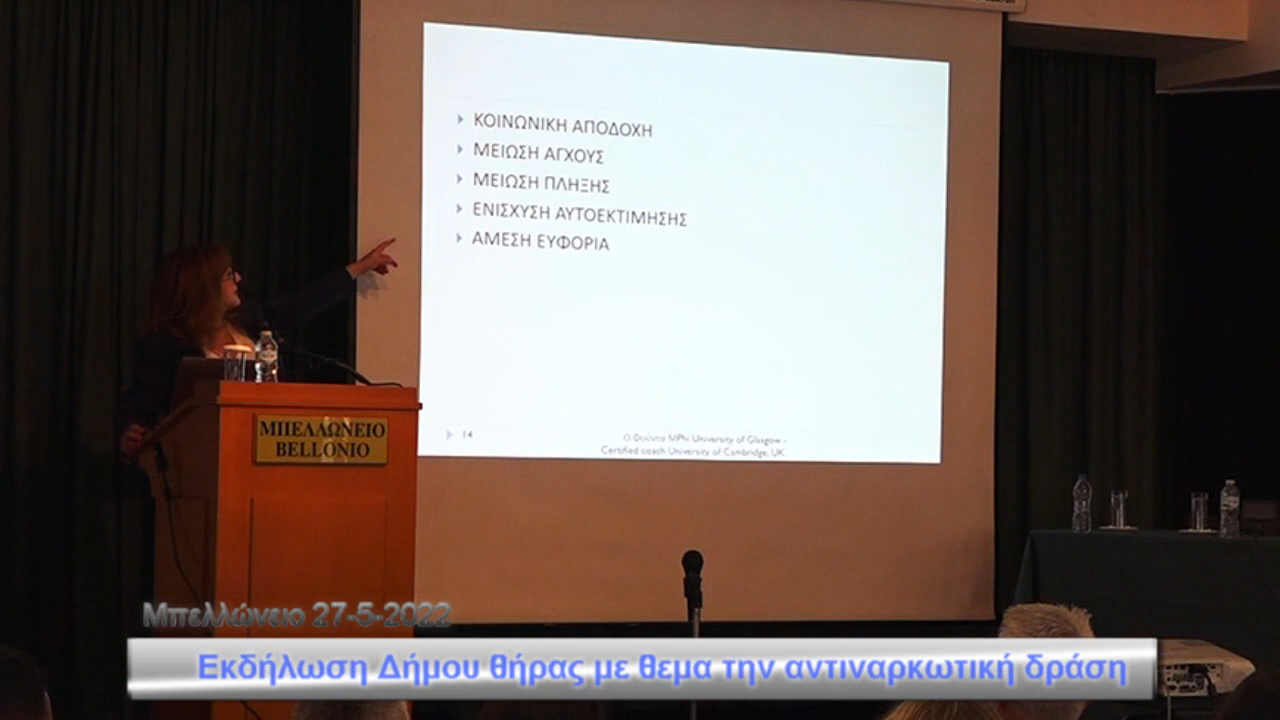 ΚΟΙΝΩΝΙΚΗ ΑΠΟΔΟΧΗ
ΜΕΙΩΣΗ ΑΓΧΟΥΣ
ΜΕΙΩΣΗ ΠΛΗΞΗΣ
ΕΝΙΣΧΥΣΗ ΑΥΤΟΕΚΤΙΜΗΣΗΣ
ΑΜΕΣΗ ΕΥΦΟΡΙΑ
14
MPhi University of Glasgow -
Certified coach University of Cambridge, UK
ΜΠΕΛΛΩΝΕΙΟ
BELLONIO
Μπελλώνειο 27-5-2022
Εκδήλωση Δήμου θήρας με θεμα την αντιναρκωτική δράση